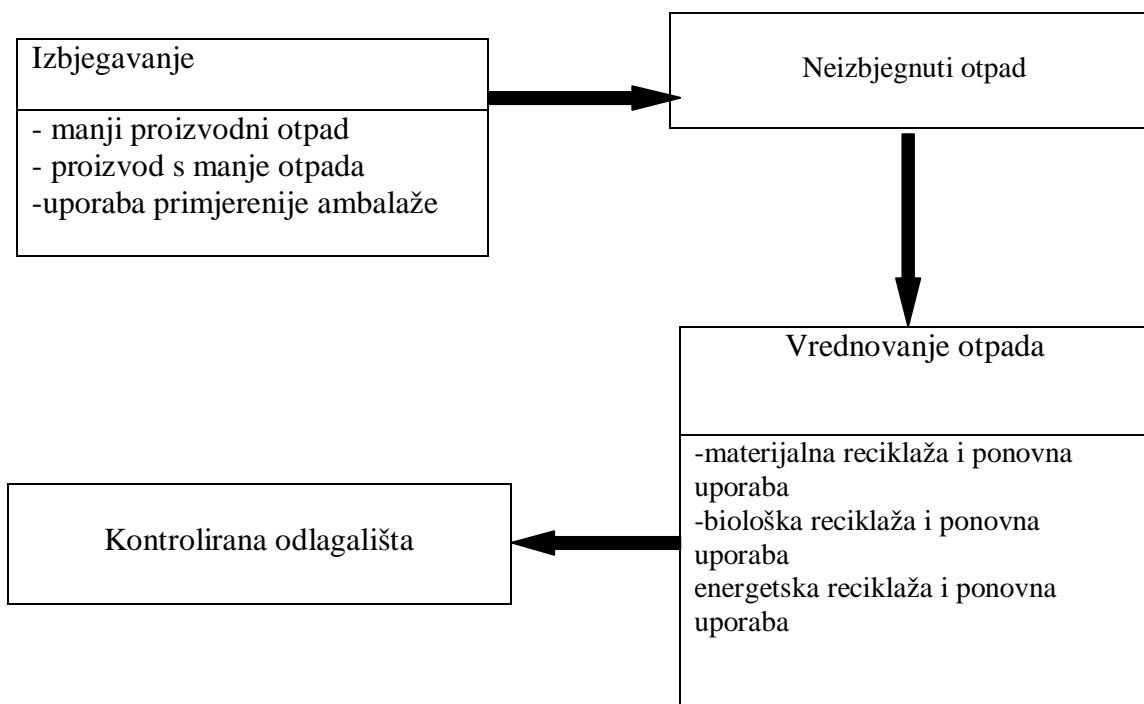 Izbjegavanje
- manji proizvodni otpad
- proizvod s manje otpada
-uporaba primjerenije ambalaže
Neizbjegnuti otpad
Vrednovanje otpada
-materijalna reciklaža i ponovna
uporaba
-biološka reciklaža i ponovna
uporaba
energetska reciklaža i ponovna
uporaba
Kontrolirana odlagališta